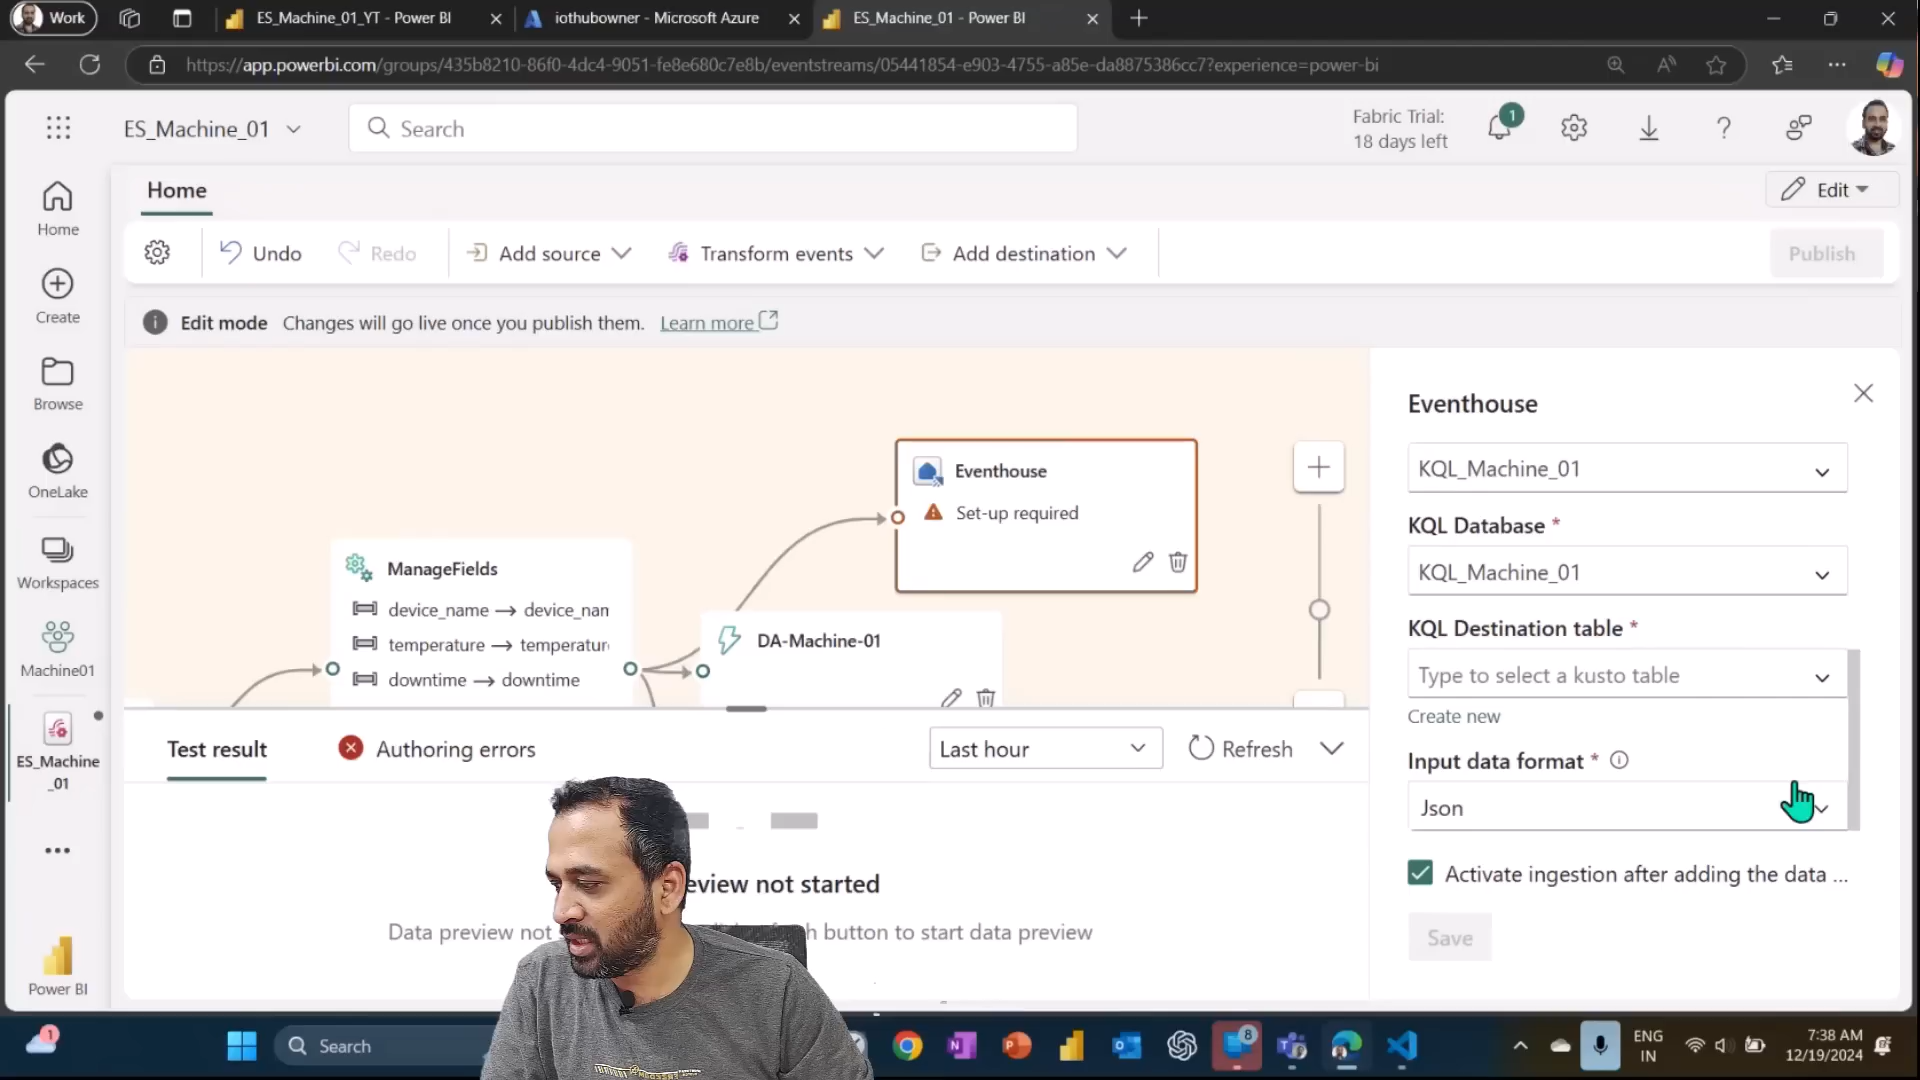 Work
ES_Machine_01_YT - Power BI
iothubowner - Microsoft Azure
ES_Machine_01 - Power BI
https://app.powerbi.com/groups/435b8210-86f0-4dc4-9051-fe8e680c7e8b/eventstreams/05441854-e903-4755-a85e-da8875386cc7?experience=power-bi
ES_Machine_01
Search
Fabric Trial:
18 days left
1
Home
Edit
Undo
Redo
Add source
Transform events
Add destination
Publish
Edit mode Changes will go live once you publish them. Learn more
Home
Create
Browse
OneLake
Workspaces
Machine01
ES_Machine
_01
Power BI
ManageFields
device_name → device_nam
temperature → temperature
downtime → downtime
Eventhouse
Set-up required
DA-Machine-01
Test result
Authoring errors
Last hour
Refresh
eview not started
Data preview not
h button to start data preview
Eventhouse
KQL_Machine_01
KQL Database *
KQL_Machine_01
KQL Destination table *
Type to select a kusto table
Create new
Input data format *
Json
Activate ingestion after adding the data ...
Save
1
Search
8
ENG
IN
7:38 AM
12/19/2024